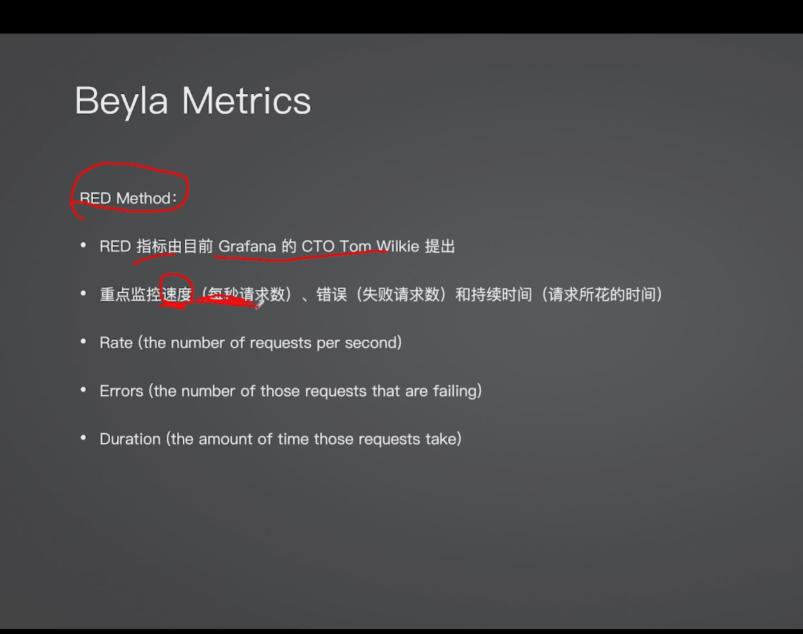 Beyla Metrics
RED Method:
• RED 指标由目前 Grafana 的 CTO Tom Wilkie 提出
• 重点监控速度（每秒请求数）、错误（失败请求数）和持续时间（请求所花的时间）
• Rate (the number of requests per second)
• Errors (the number of those requests that are failing)
• Duration (the amount of time those requests take)